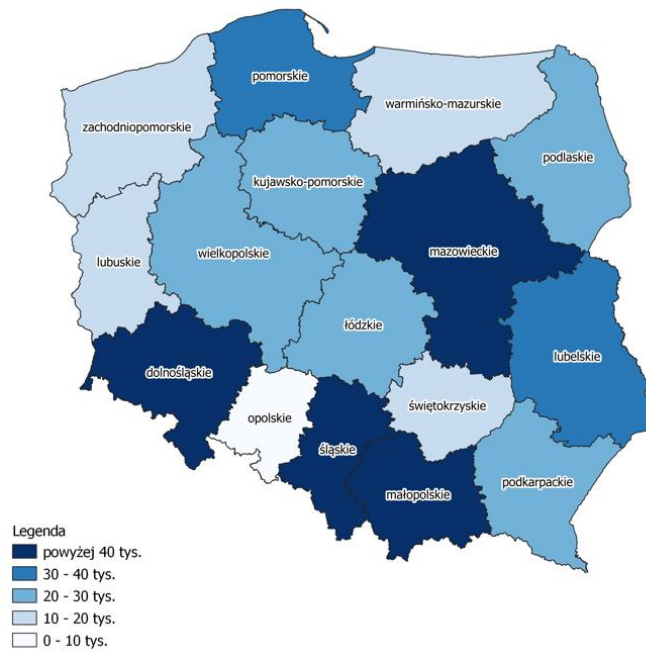 pomorskie
warmińsko-mazurskie
zachodniopomorskie
podlaskie
kujawsko-pomorskie
mazowieckie
wielkopolskie
lubuskie
łódzkie
lubelskie
dolnośląskie
świętokrzyskie
opolskie
śląskie
podkarpackie
małopolskie
Legenda
powyżej 40 tys.
30 - 40 tys.
20 - 30 tys.
10 - 20 tys.
0 - 10 tys.